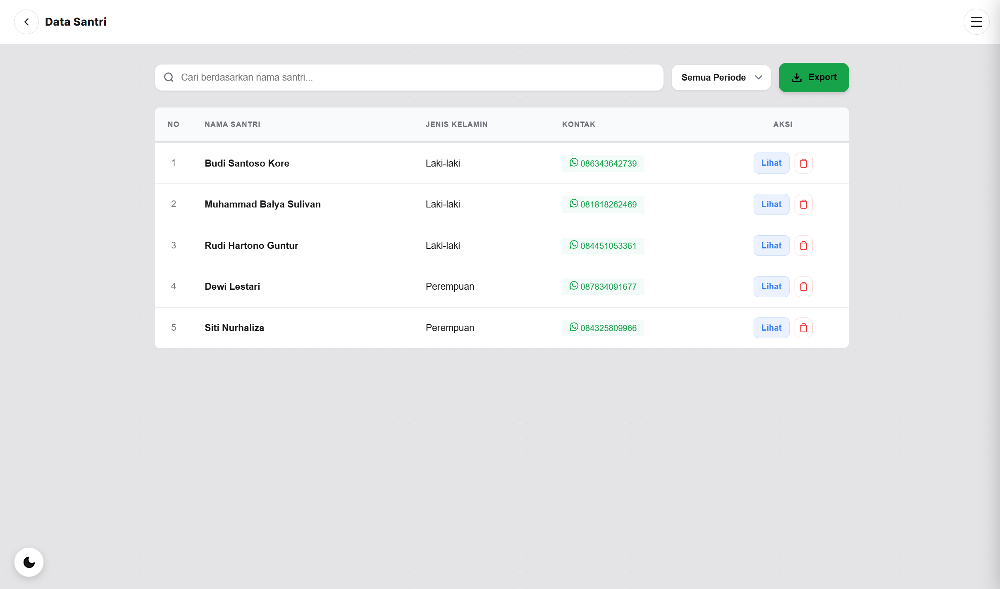 Data Santri
Cari berdasarkan nama santri...
Semua Periode
Export
NO NAMA SANTRI JENIS KELAMIN KONTAK AKSI
1 Budi Santoso Kore Laki-laki 086343642739 Lihat
2 Muhammad Balya Sulivan Laki-laki 081818262469 Lihat
3 Rudi Hartono Guntur Laki-laki 084451053361 Lihat
4 Dewi Lestari Perempuan 087834091677 Lihat
5 Siti Nurhaliza Perempuan 084325809966 Lihat